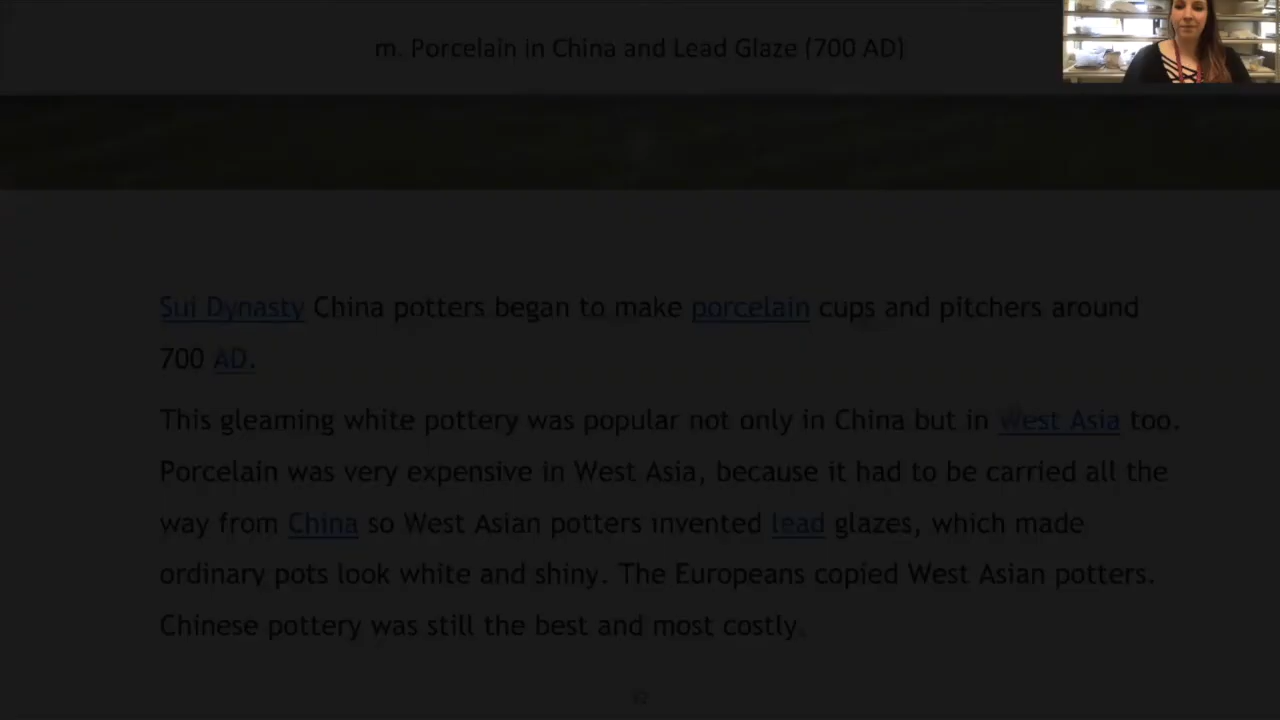 m. Porcelain in China and Lead Glaze (700 AD)
Sui Dynasty China potters began to make porcelain cups and pitchers around
700 AD.
This gleaming white pottery was popular not only in China but in West Asia too.
Porcelain was very expensive in West Asia, because it had to be carried all the
way from China so West Asian potters invented lead glazes, which made
ordinary pots look white and shiny. The Europeans copied West Asian potters.
Chinese pottery was still the best and most costly.